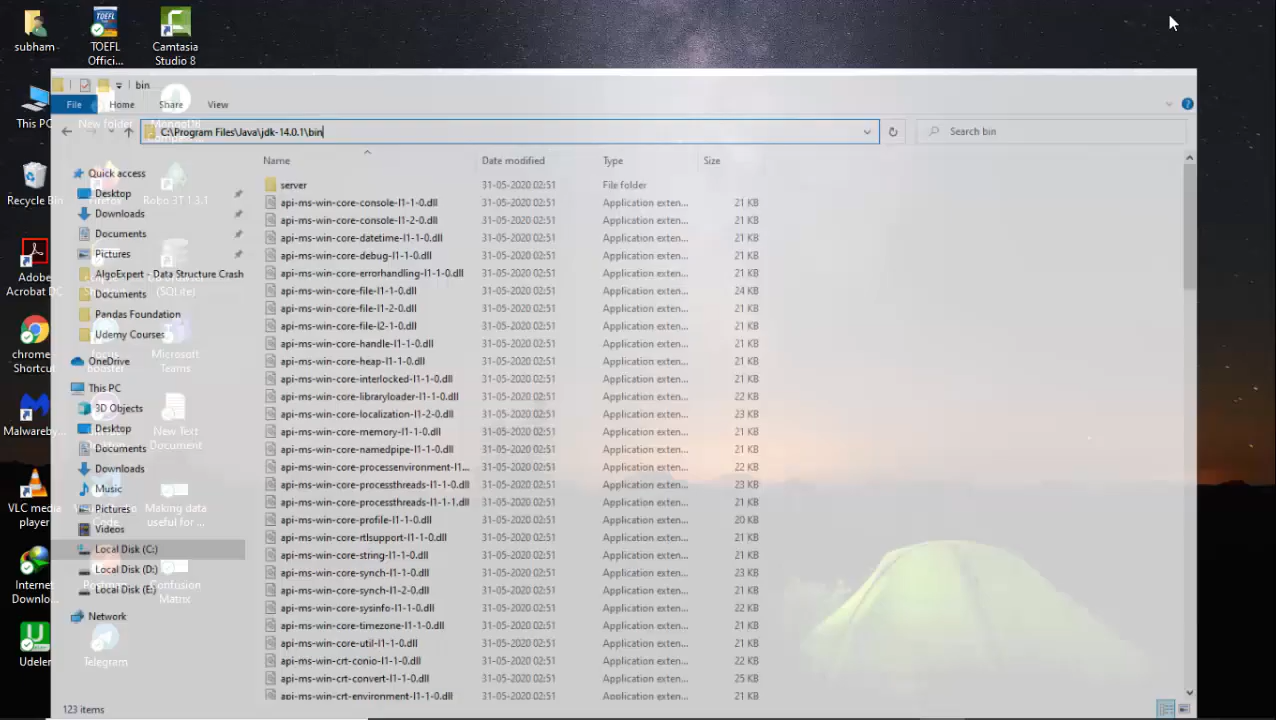 subham
TOEFL
Offici...
Camtasia
Studio 8
bin
File
Home
Share
View
This PC
New folder
C:\Program Files\Java\jdk-14.0.1\bin
Search bin
Name
Date modified
Type
Size
Quick access
Desktop
Downloads
Documents
Pictures
AlgoExpert - Data Structure Crash
Documents
Pandas Foundation
Udemy Courses
OneDrive
This PC
3D Objects
Desktop
Documents
Downloads
Music
Pictures
Videos
Local Disk (C:)
Local Disk (D:)
Local Disk (E:)
Network
server 31-05-2020 02:51 File folder
api-ms-win-core-console-l1-1-0.dll 31-05-2020 02:51 Application exten... 21 KB
api-ms-win-core-console-l1-2-0.dll 31-05-2020 02:51 Application exten... 21 KB
api-ms-win-core-datetime-l1-1-0.dll 31-05-2020 02:51 Application exten... 21 KB
api-ms-win-core-debug-l1-1-0.dll 31-05-2020 02:51 Application exten... 21 KB
api-ms-win-core-errorhandling-l1-1-0.dll 31-05-2020 02:51 Application exten... 21 KB
api-ms-win-core-file-l1-1-0.dll 31-05-2020 02:51 Application exten... 24 KB
api-ms-win-core-file-l1-2-0.dll 31-05-2020 02:51 Application exten... 21 KB
api-ms-win-core-file-l2-1-0.dll 31-05-2020 02:51 Application exten... 21 KB
api-ms-win-core-handle-l1-1-0.dll 31-05-2020 02:51 Application exten... 21 KB
api-ms-win-core-heap-l1-1-0.dll 31-05-2020 02:51 Application exten... 21 KB
api-ms-win-core-interlocked-l1-1-0.dll 31-05-2020 02:51 Application exten... 21 KB
api-ms-win-core-libraryloader-l1-1-0.dll 31-05-2020 02:51 Application exten... 22 KB
api-ms-win-core-localization-l1-2-0.dll 31-05-2020 02:51 Application exten... 23 KB
api-ms-win-core-memory-l1-1-0.dll 31-05-2020 02:51 Application exten... 21 KB
api-ms-win-core-namedpipe-l1-1-0.dll 31-05-2020 02:51 Application exten... 21 KB
api-ms-win-core-processenvironment-l1... 31-05-2020 02:51 Application exten... 22 KB
api-ms-win-core-processthreads-l1-1-0.dll 31-05-2020 02:51 Application exten... 23 KB
api-ms-win-core-processthreads-l1-1-1.dll 31-05-2020 02:51 Application exten... 21 KB
api-ms-win-core-profile-l1-1-0.dll 31-05-2020 02:51 Application exten... 20 KB
api-ms-win-core-rtlsupport-l1-1-0.dll 31-05-2020 02:51 Application exten... 21 KB
api-ms-win-core-string-l1-1-0.dll 31-05-2020 02:51 Application exten... 21 KB
api-ms-win-core-synch-l1-1-0.dll 31-05-2020 02:51 Application exten... 23 KB
api-ms-win-core-synch-l1-2-0.dll 31-05-2020 02:51 Application exten... 21 KB
api-ms-win-core-sysinfo-l1-1-0.dll 31-05-2020 02:51 Application exten... 22 KB
api-ms-win-core-timezone-l1-1-0.dll 31-05-2020 02:51 Application exten... 21 KB
api-ms-win-core-util-l1-1-0.dll 31-05-2020 02:51 Application exten... 21 KB
api-ms-win-crt-conio-l1-1-0.dll 31-05-2020 02:51 Application exten... 22 KB
api-ms-win-crt-convert-l1-1-0.dll 31-05-2020 02:51 Application exten... 25 KB
api-ms-win-crt-environment-l1-1-0.dll 31-05-2020 02:51 Application exten... 21 KB
Recycle Bin
Firefox
Robo 3T 1.3.1
Adobe
Acrobat DC
(SQLite)
chrome
Shortcut
focus
booster
Microsoft
Teams
Malwareby...
New Text
Document
VLC media
player
Code
Making data
useful for ...
Internet
Downlo...
Postman
Confusion
Matrix
Udeler
Telegram
123 items